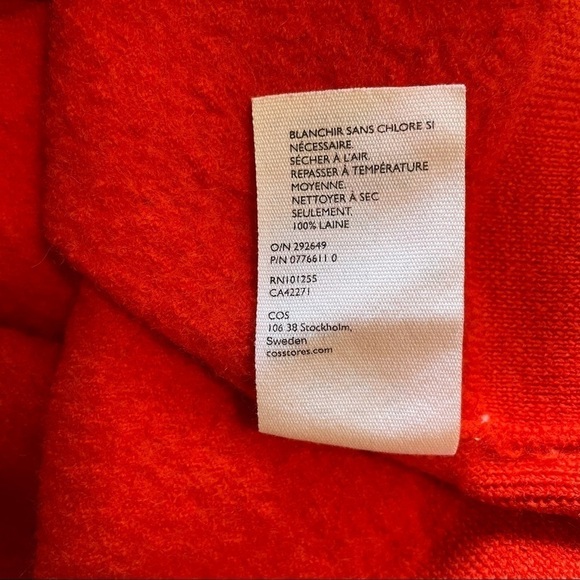 BLANCHIR SANS CHLORE SI
NÉCESSAIRE.
SÉCHER À L'AIR.
REPASSER À TEMPÉRATURE
MOYENNE.
NETTOYER À SEC
SEULEMENT.
100% LAINE
O/N 292649
P/N 0776611 0
RN101255
CA42271
COS
106 38 Stockholm,
Sweden
cosstores.com